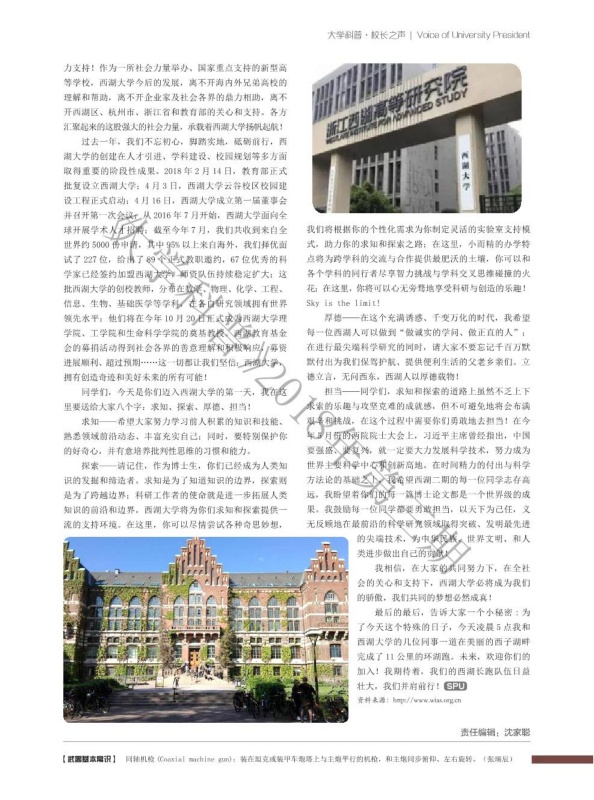 大学科普·校长之声 | Voice of University President
力支持！作为一所社会力量举办、国家重点支持的新型高
等学校，西湖大学今后的发展，离不开海内外兄弟高校的
理解和帮助，离不开企业家及社会各界的鼎力相助，离不
开西湖区、杭州市、浙江省和教育部的关心和支持。各方
汇聚起来的这股强大的社会力量，承载着西湖大学扬帆起航！
过去一年，我们不忘初心，脚踏实地，砥砺前行，西
湖大学的创建在人才引进、学科建设、校园规划等多方面
取得重要的阶段性成果。2018 年 2 月 14 日，教育部正式
批复设立西湖大学；4 月 3 日，西湖大学云谷校区校园建
设工程正式启动；4 月 16 日，西湖大学成立第一届董事会
并召开第一次会议；从 2016 年 7 月开始，西湖大学面向全
球开展学术人才招聘；截至今年 7 月，我们共收到来自全
世界约 5000 份申请，其中 95% 以上来自海外，我们择优面
试了 227 位，给出了 89 个正式教职邀约，67 位优秀的科
学家已经签约加盟西湖大学，师资队伍持续稳定扩大；这
批西湖大学的创校教师，分布在数学、物理、化学、工程、
信息、生物、基础医学等学科，在各自研究领域拥有世界
领先水平；他们将在今年 10 月 20 日正式成为西湖大学理
学院、工学院和生命科学学院的奠基教授。西湖教育基金
会的募捐活动得到社会各界的善意理解和积极响应，募资
进展顺利、超过预期……这一切都让我们坚信：西湖大学，
拥有创造奇迹和美好未来的所有可能！
同学们，今天是你们迈入西湖大学的第一天，我在这
里要送给大家八个字：求知、探索、厚德、担当！
求知——希望大家努力学习前人积累的知识和技能、
熟悉领域前沿动态，丰富充实自己；同时，要特别保护你
的好奇心，并有意培养批判性思维的习惯和能力。
探索——请记住，作为博士生，你们已经成为人类知
识的发掘和缔造者。求知是为了知道知识的边界，探索则
是为了跨越边界；科研工作者的使命就是进一步拓展人类
知识的前沿和边界。西湖大学将为你们求知和探索提供一
流的支持环境。在这里，你可以尽情尝试各种奇思妙想，
浙江西湖高等研究院
WESTLAKE INSTITUTE FOR ADVANCED STUDY
西湖大学
我们将根据你的个性化需求为你制定灵活的实验室支持模
式，助力你的求知和探索之路；在这里，小而精的办学特
点将为跨学科的交流与合作提供最肥沃的土壤，你可以和
各个学科的同行者尽享智力挑战与学科交叉思维碰撞的火
花；在这里，你将可以心无旁骛地享受科研与创造的乐趣！
Sky is the limit!
厚德——在这个充满诱惑、千变万化的时代，我希望
每一位西湖人可以做到“做诚实的学问、做正直的人”；
在进行最尖端科学研究的同时，请大家不要忘记千百万默
默付出为我们保驾护航、提供便利生活的父老乡亲们。立
德立言，无问西东，西湖人以厚德载物！
担当——同学们，求知和探索的道路上虽然不乏上下
求索的乐趣与攻坚克难的成就感，但不可避免地将会布满
艰辛和挑战，在这个过程中需要你们勇敢地去担当！在今
年 5 月份的两院院士大会上，习近平主席曾经指出，中国
要强盛、要复兴，就一定要大力发展科学技术，努力成为
世界主要科学中心和创新高地。在时间精力的付出与科学
方法论的基础之上，我希望西湖二期的每一位同学志存高
远，我盼望着你们的每一篇博士论文都是一个世界级的成
果。我鼓励每一位同学都要勇敢担当，以天下为己任，义
无反顾地在最前沿的科学研究领域取得突破、发明最先进
的尖端技术，为中华民族、世界文明、和人
类进步做出自己的贡献！
我相信，在大家的共同努力下，在全社会
的关心和支持下，西湖大学必将成为我们
的骄傲，我们共同的梦想必然成真！
最后的最后，告诉大家一个小秘密：为
了今天这个特殊的日子，今天凌晨 5 点我和
西湖大学的几位同事一道在美丽的西子湖畔
完成了 11 公里的环湖跑。未来，欢迎你们的
加入！我期待着，我们的西湖长跑队伍日益
壮大，我们并肩前行！SPU
资料来源：http://www.wias.org.cn
责任编辑：沈家聪
【武器基本常识】 同轴机枪(Coaxial machine gun)：装在坦克或装甲车炮塔上与主炮平行的机枪，和主炮同步俯仰、左右旋转。（张瑞辰）